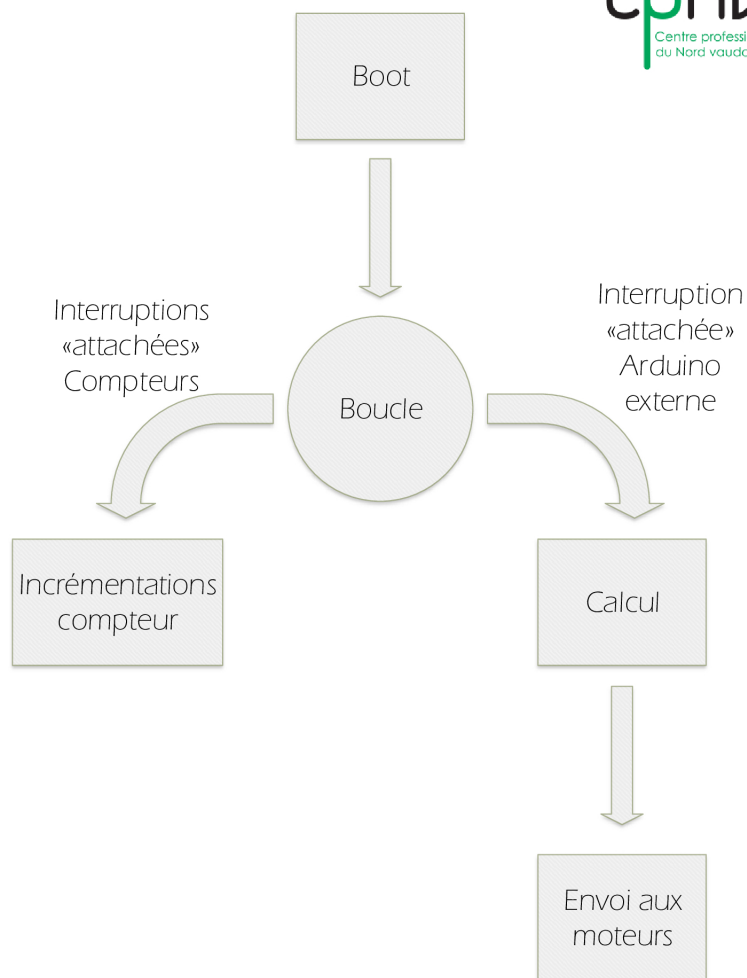 Centre professi
du Nord vaudo
Boot
Interruptions
«attachées»
Compteurs
Interruption
«attachée»
Arduino
externe
Boucle
Incrémentations
compteur
Calcul
Envoi aux
moteurs